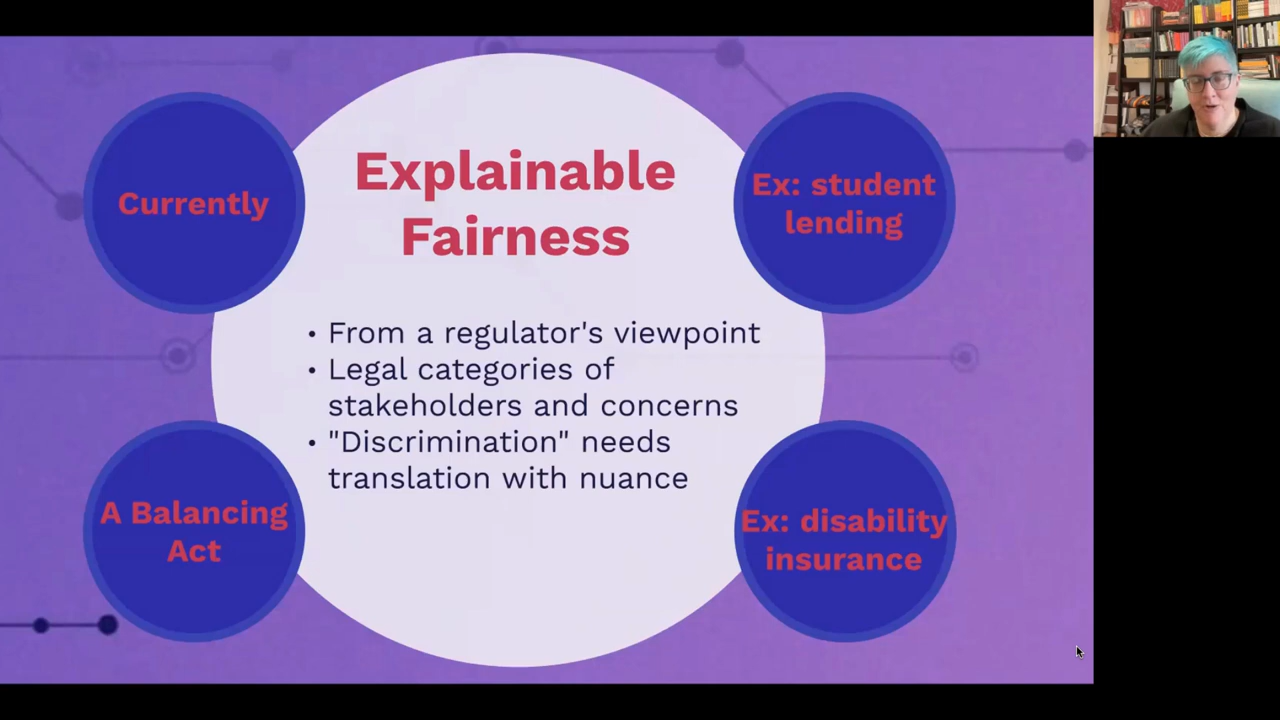 Explainable
Fairness
• From a regulator's viewpoint
• Legal categories of
stakeholders and concerns
• "Discrimination" needs
translation with nuance
Currently
Ex: student
lending
A Balancing
Act
Ex: disability
insurance